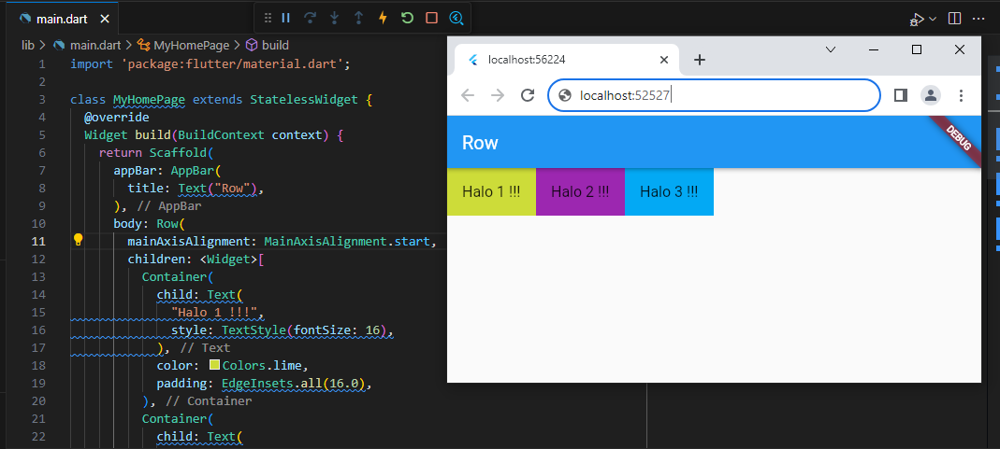 main.dart
lib > main.dart > MyHomePage > build
1 import 'package:flutter/material.dart';
2
3 class MyHomePage extends StatelessWidget {
4 @override
5 Widget build(BuildContext context) {
6 return Scaffold(
7 appBar: AppBar(
8 title: Text("Row"),
9 ), // AppBar
10 body: Row(
11 mainAxisAlignment: MainAxisAlignment.start,
12 children: <Widget>[
13 Container(
14 child: Text(
15 "Halo 1 !!!",
16 style: TextStyle(fontSize: 16),
17 ), // Text
18 color: Colors.lime,
19 padding: EdgeInsets.all(16.0),
20 ), // Container
21 Container(
22 child: Text(
localhost:56224
localhost:52527
Row
DEBUG
Halo 1 !!! Halo 2 !!! Halo 3 !!!